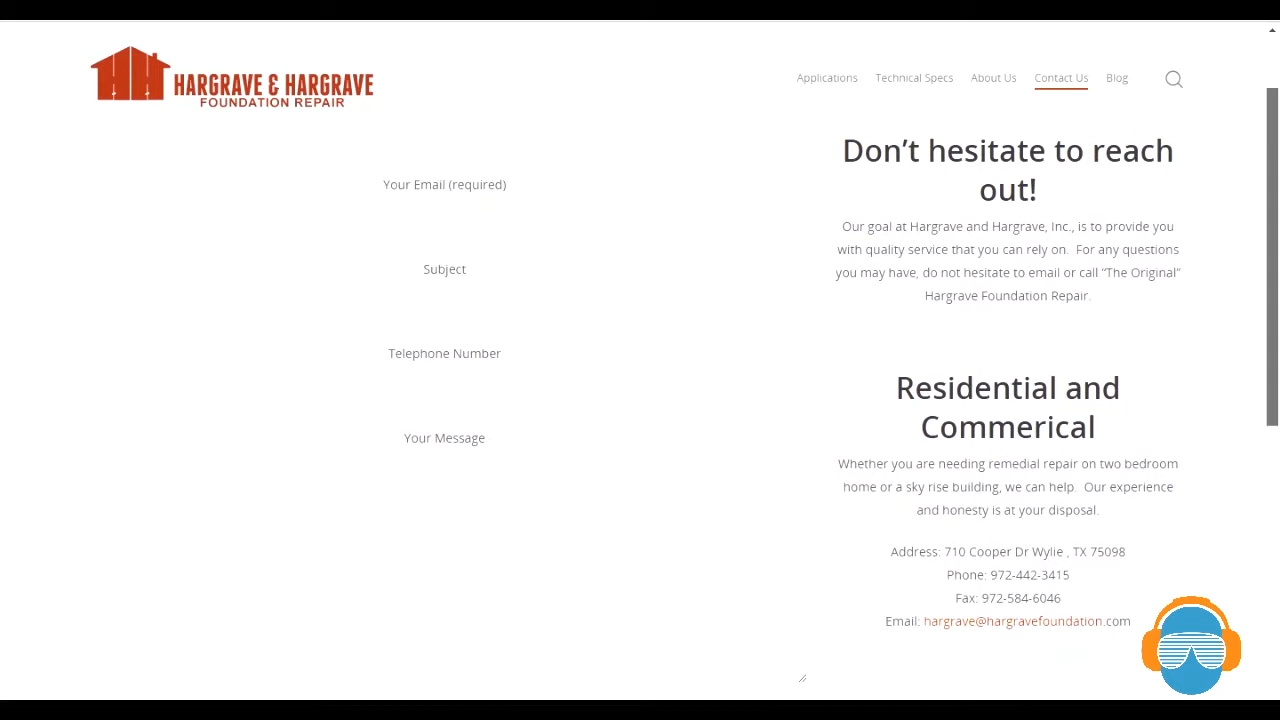 HARGRAVE & HARGRAVE
FOUNDATION REPAIR
Applications
Technical Specs
About Us
Contact Us
Blog
Your Email (required)
Subject
Telephone Number
Your Message
Don’t hesitate to reach
out!
Our goal at Hargrave and Hargrave, Inc., is to provide you
with quality service that you can rely on. For any questions
you may have, do not hesitate to email or call “The Original”
Hargrave Foundation Repair.
Residential and
Commerical
Whether you are needing remedial repair on two bedroom
home or a sky rise building, we can help. Our experience
and honesty is at your disposal.
Address: 710 Cooper Dr Wylie , TX 75098
Phone: 972-442-3415
Fax: 972-584-6046
Email: hargrave@hargravefoundation.com